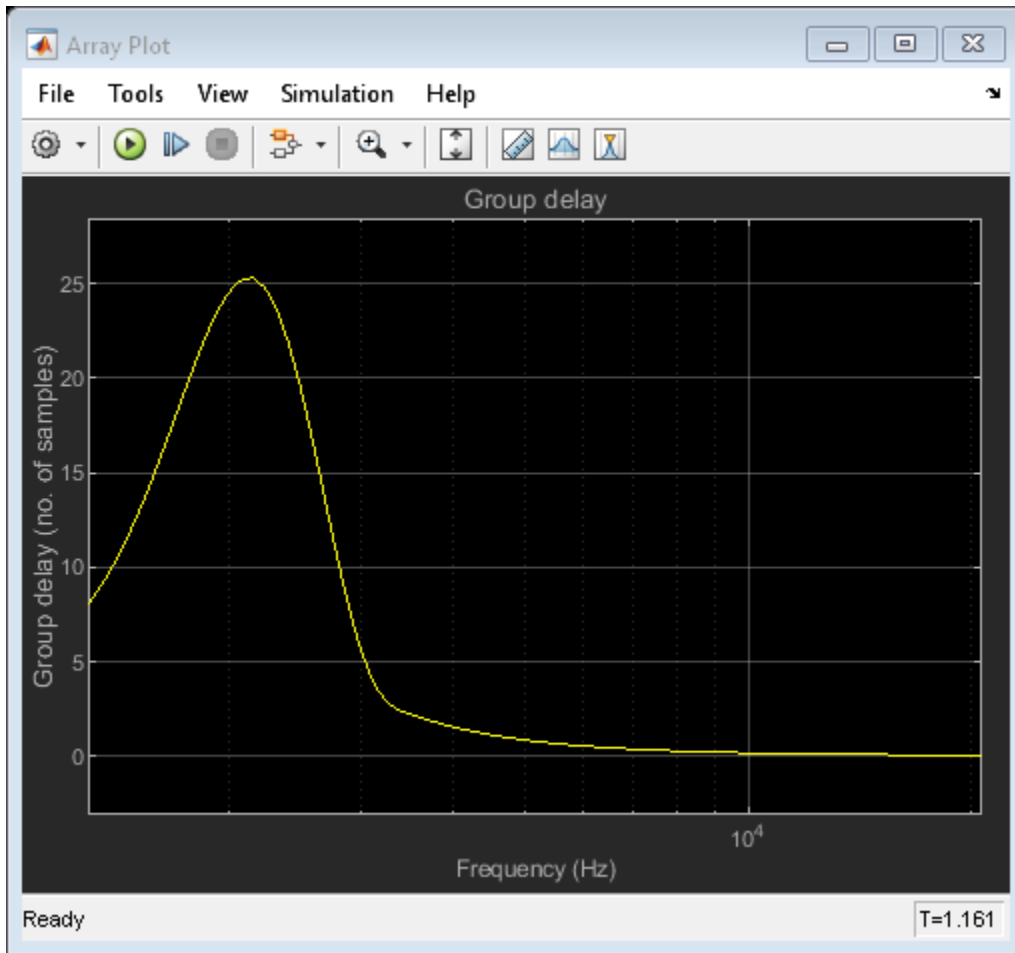 Array Plot
File Tools View Simulation Help
Group delay
Group delay (no. of samples)
25
20
15
10
5
0
10^4
Frequency (Hz)
Ready T=1.161